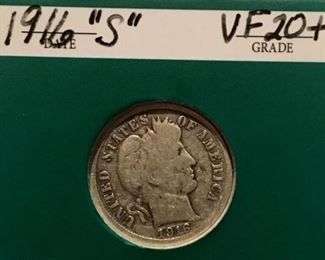 1916 "S" VF20+
DATE GRADE
UNITED STATES OF AMERICA
1916